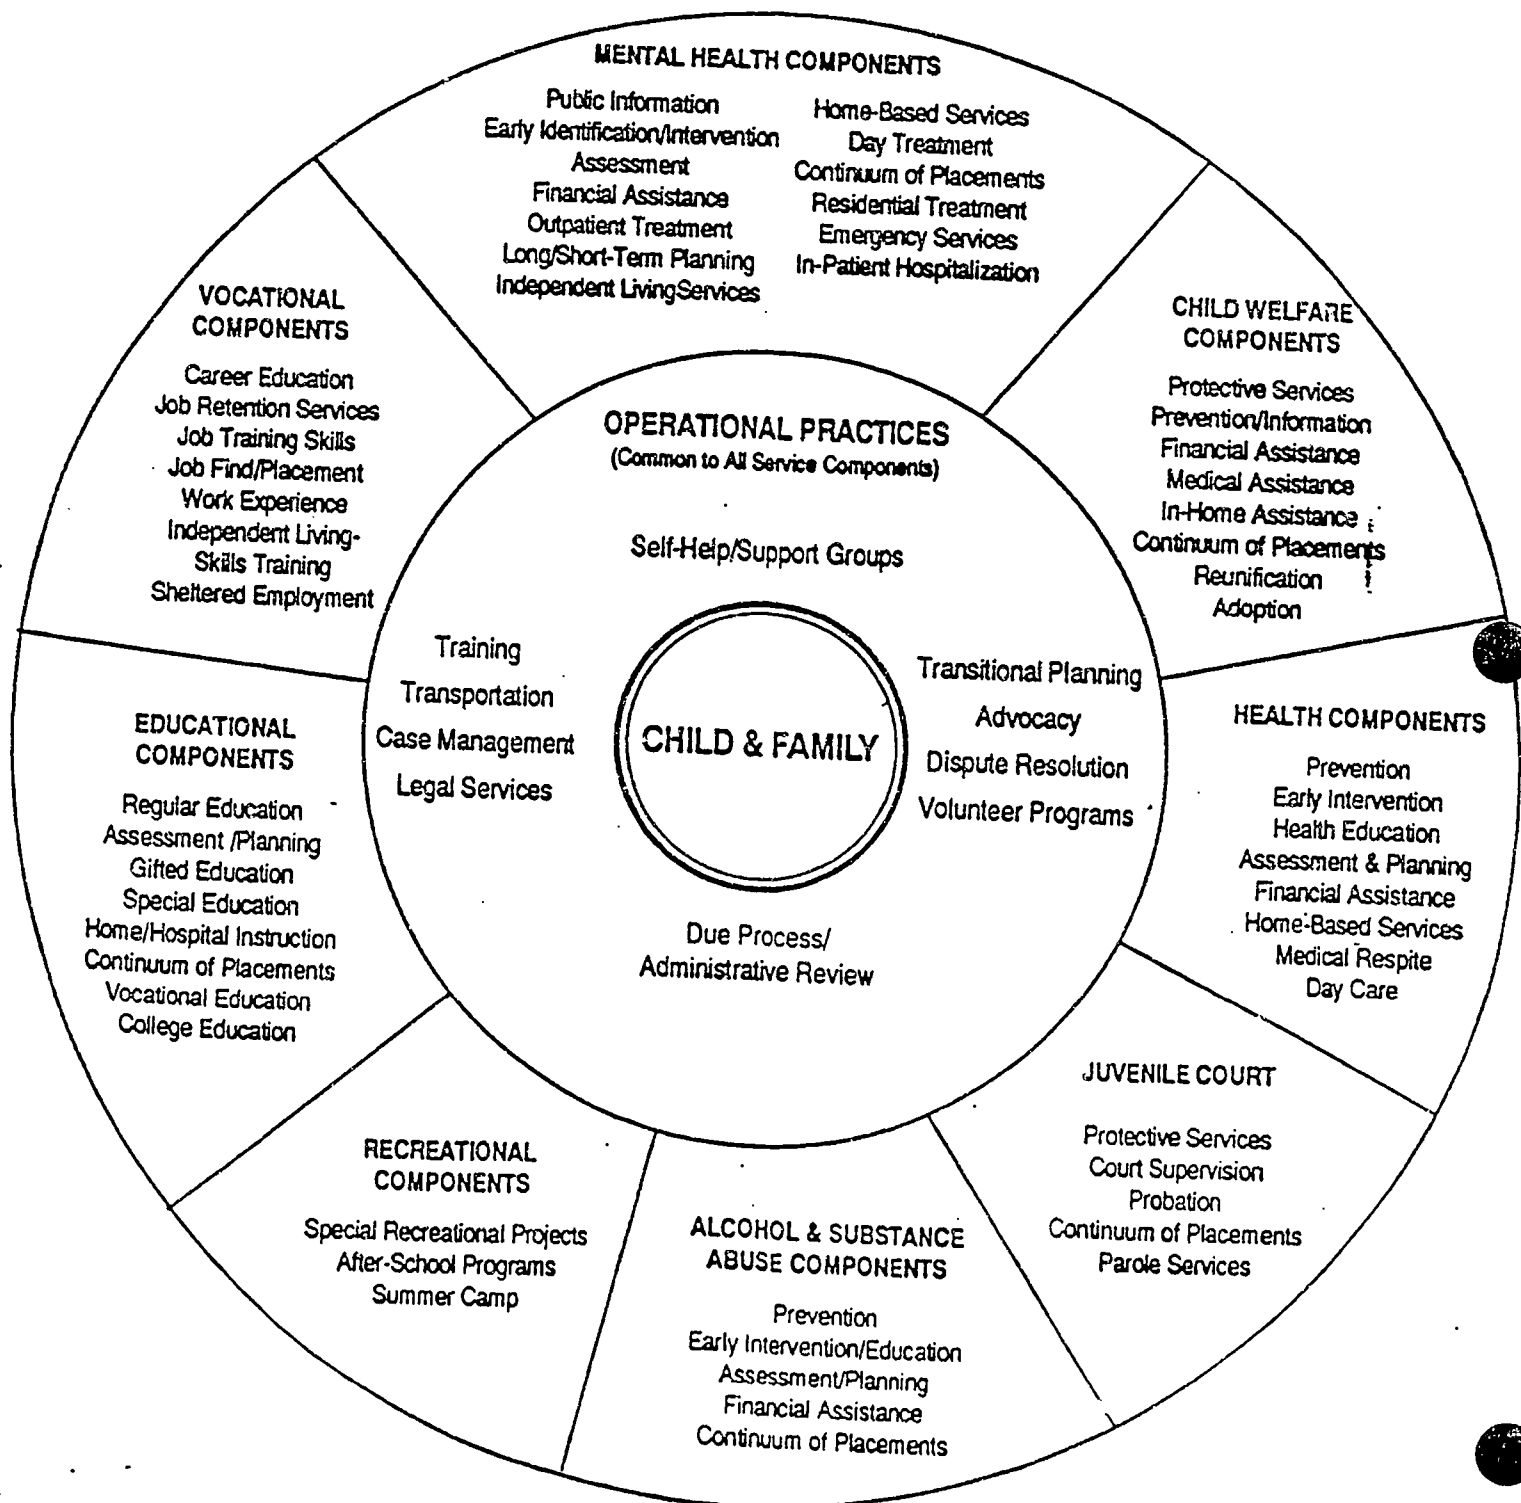 MENTAL HEALTH COMPONENTS
Public Information
Early Identification/Intervention
Assessment
Financial Assistance
Outpatient Treatment
Long/Short-Term Planning
Independent LivingServices
Home-Based Services
Day Treatment
Continuum of Placements
Residential Treatment
Emergency Services
In-Patient Hospitalization
CHILD WELFARE
COMPONENTS
Protective Services
Prevention/Information
Financial Assistance
Medical Assistance
In-Home Assistance
Continuum of Placements
Reunification
Adoption
HEALTH COMPONENTS
Prevention
Early Intervention
Health Education
Assessment & Planning
Financial Assistance
Home-Based Services
Medical Respite
Day Care
JUVENILE COURT
Protective Services
Court Supervision
Probation
Continuum of Placements
Parole Services
ALCOHOL & SUBSTANCE
ABUSE COMPONENTS
Prevention
Early Intervention/Education
Assessment/Planning
Financial Assistance
Continuum of Placements
RECREATIONAL
COMPONENTS
Special Recreational Projects
After-School Programs
Summer Camp
EDUCATIONAL
COMPONENTS
Regular Education
Assessment /Planning
Gifted Education
Special Education
Home/Hospital Instruction
Continuum of Placements
Vocational Education
College Education
VOCATIONAL
COMPONENTS
Career Education
Job Retention Services
Job Training Skills
Job Find/Placement
Work Experience
Independent Living-
Skills Training
Sheltered Employment
OPERATIONAL PRACTICES
(Common to All Service Components)
Self-Help/Support Groups
Training
Transportation
Case Management
Legal Services
CHILD & FAMILY
Transitional Planning
Advocacy
Dispute Resolution
Volunteer Programs
Due Process/
Administrative Review